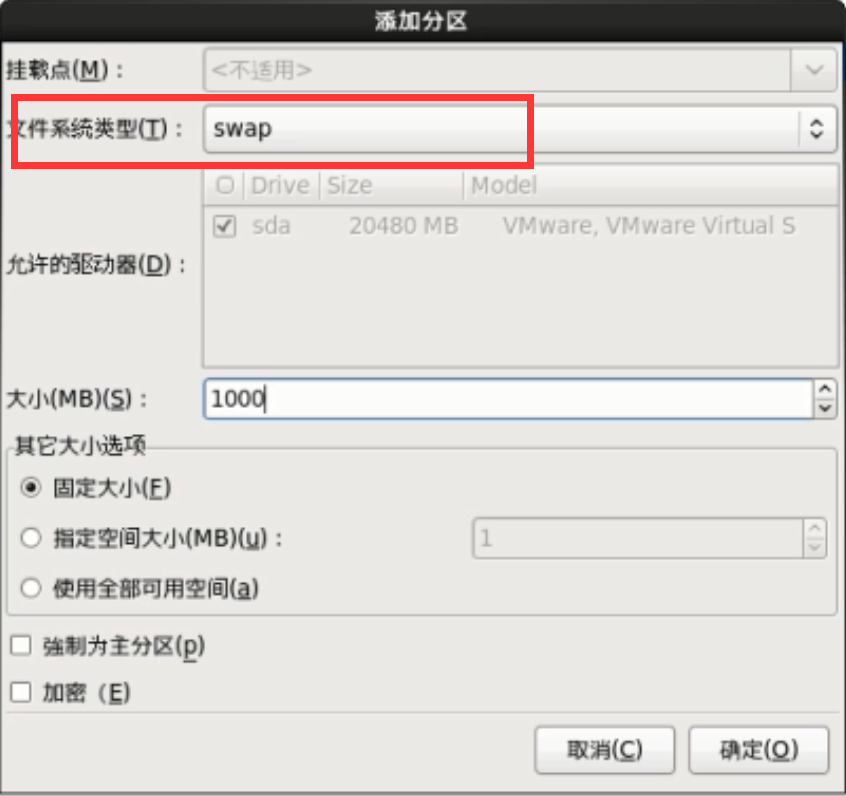 添加分区
挂载点(M)：
<不适用>
文件系统类型(T)：
swap
Drive Size Model
sda 20480 MB VMware, VMware Virtual S
允许的驱动器(D)：
大小(MB)(S)：
1000
其它大小选项
固定大小(F)
指定空间大小(MB)(u)：
1
使用全部可用空间(a)
強制为主分区(p)
加密（E)
取消(C)
确定(O)